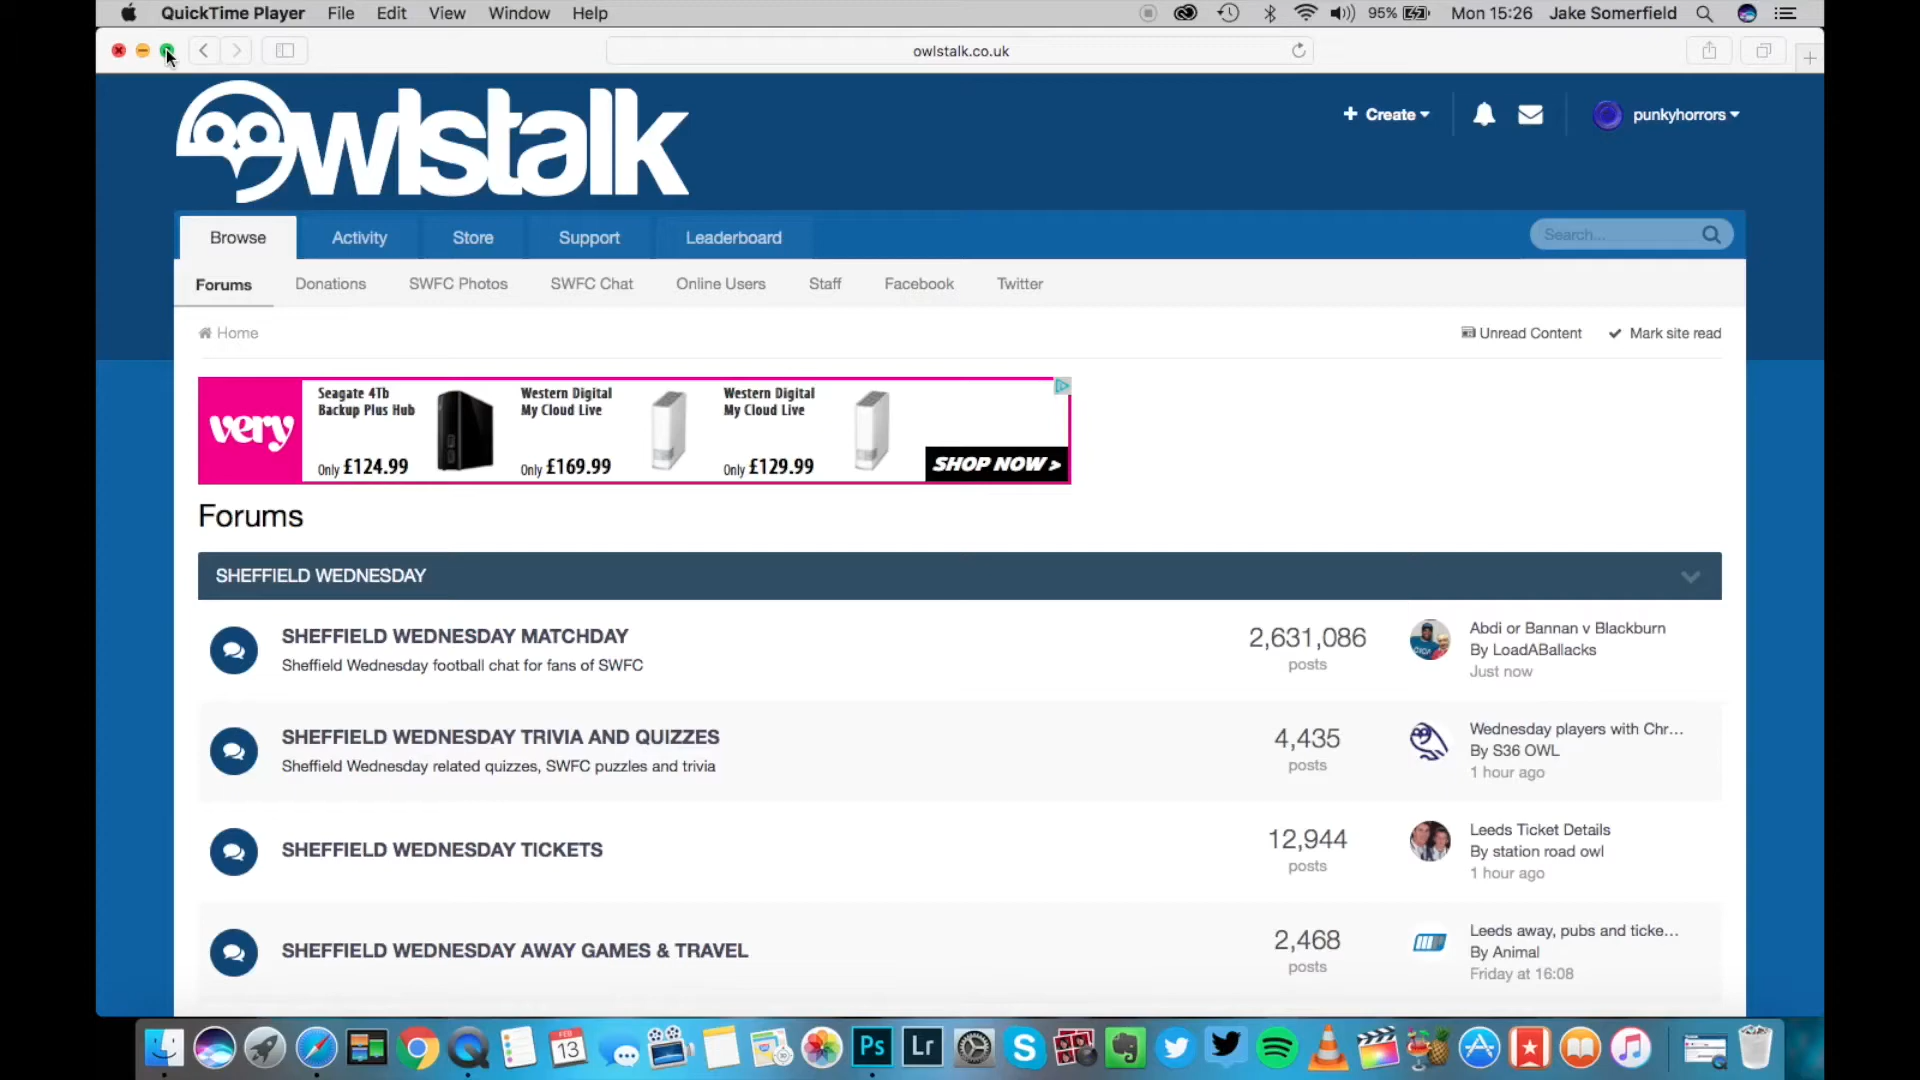 QuickTime Player File Edit View Window Help 95% Mon 15:26 Jake Somerfield
owlstalk.co.uk
owlstalk
+ Create punkyhorrors
Browse Activity Store Support Leaderboard Search...
Forums Donations SWFC Photos SWFC Chat Online Users Staff Facebook Twitter
Home Unread Content Mark site read
very
Seagate 4Tb
Backup Plus Hub
Only £124.99
Western Digital
My Cloud Live
Only £169.99
Western Digital
My Cloud Live
Only £129.99
SHOP NOW >
Forums
SHEFFIELD WEDNESDAY
SHEFFIELD WEDNESDAY MATCHDAY
Sheffield Wednesday football chat for fans of SWFC
2,631,086
posts
Abdi or Bannan v Blackburn
By LoadABallacks
Just now
SHEFFIELD WEDNESDAY TRIVIA AND QUIZZES
Sheffield Wednesday related quizzes, SWFC puzzles and trivia
4,435
posts
Wednesday players with Chr...
By S36 OWL
1 hour ago
SHEFFIELD WEDNESDAY TICKETS
12,944
posts
Leeds Ticket Details
By station road owl
1 hour ago
SHEFFIELD WEDNESDAY AWAY GAMES & TRAVEL
2,468
posts
Leeds away, pubs and ticke...
By Animal
Friday at 16:08
FEB
13
Ps
Lr
S